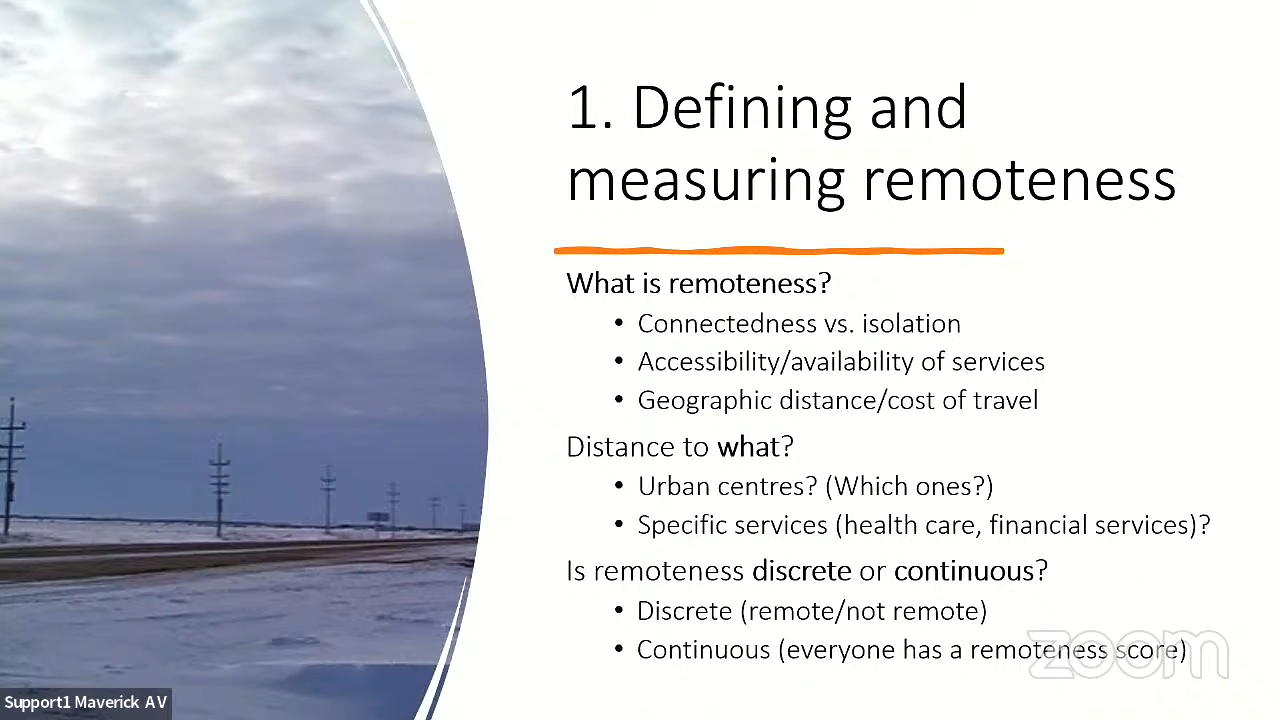 1. Defining and
measuring remoteness
What is remoteness?
• Connectedness vs. isolation
• Accessibility/availability of services
• Geographic distance/cost of travel
Distance to what?
• Urban centres? (Which ones?)
• Specific services (health care, financial services)?
Is remoteness discrete or continuous?
• Discrete (remote/not remote)
• Continuous (everyone has a remoteness score)
zoom
Support1 Maverick AV